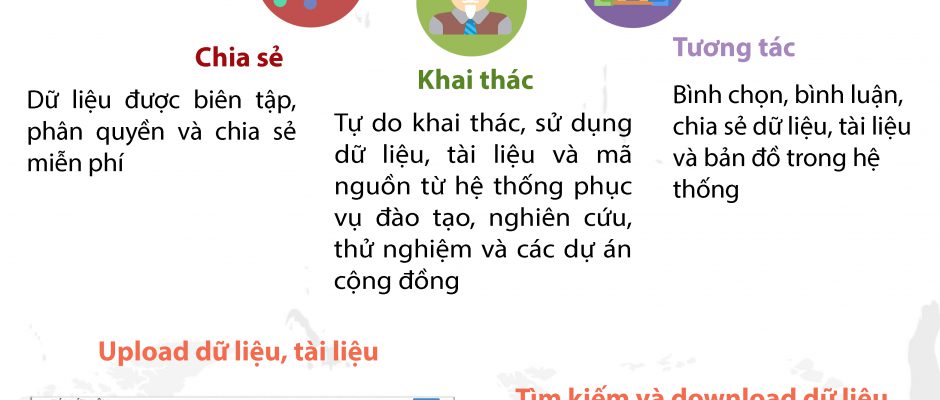 Chia sẻ
Dữ liệu được biên tập,
phân quyền và chia sẻ
miễn phí
Khai thác
Tự do khai thác, sử dụng
dữ liệu, tài liệu và mã
nguồn từ hệ thống phục
vụ đào tạo, nghiên cứu,
thử nghiệm và các dự án
cộng đồng
Tương tác
Bình chọn, bình luận,
chia sẻ dữ liệu, tài liệu
và bản đồ trong hệ
thống
Upload dữ liệu, tài liệu
Tìm kiếm và download dữ liệu